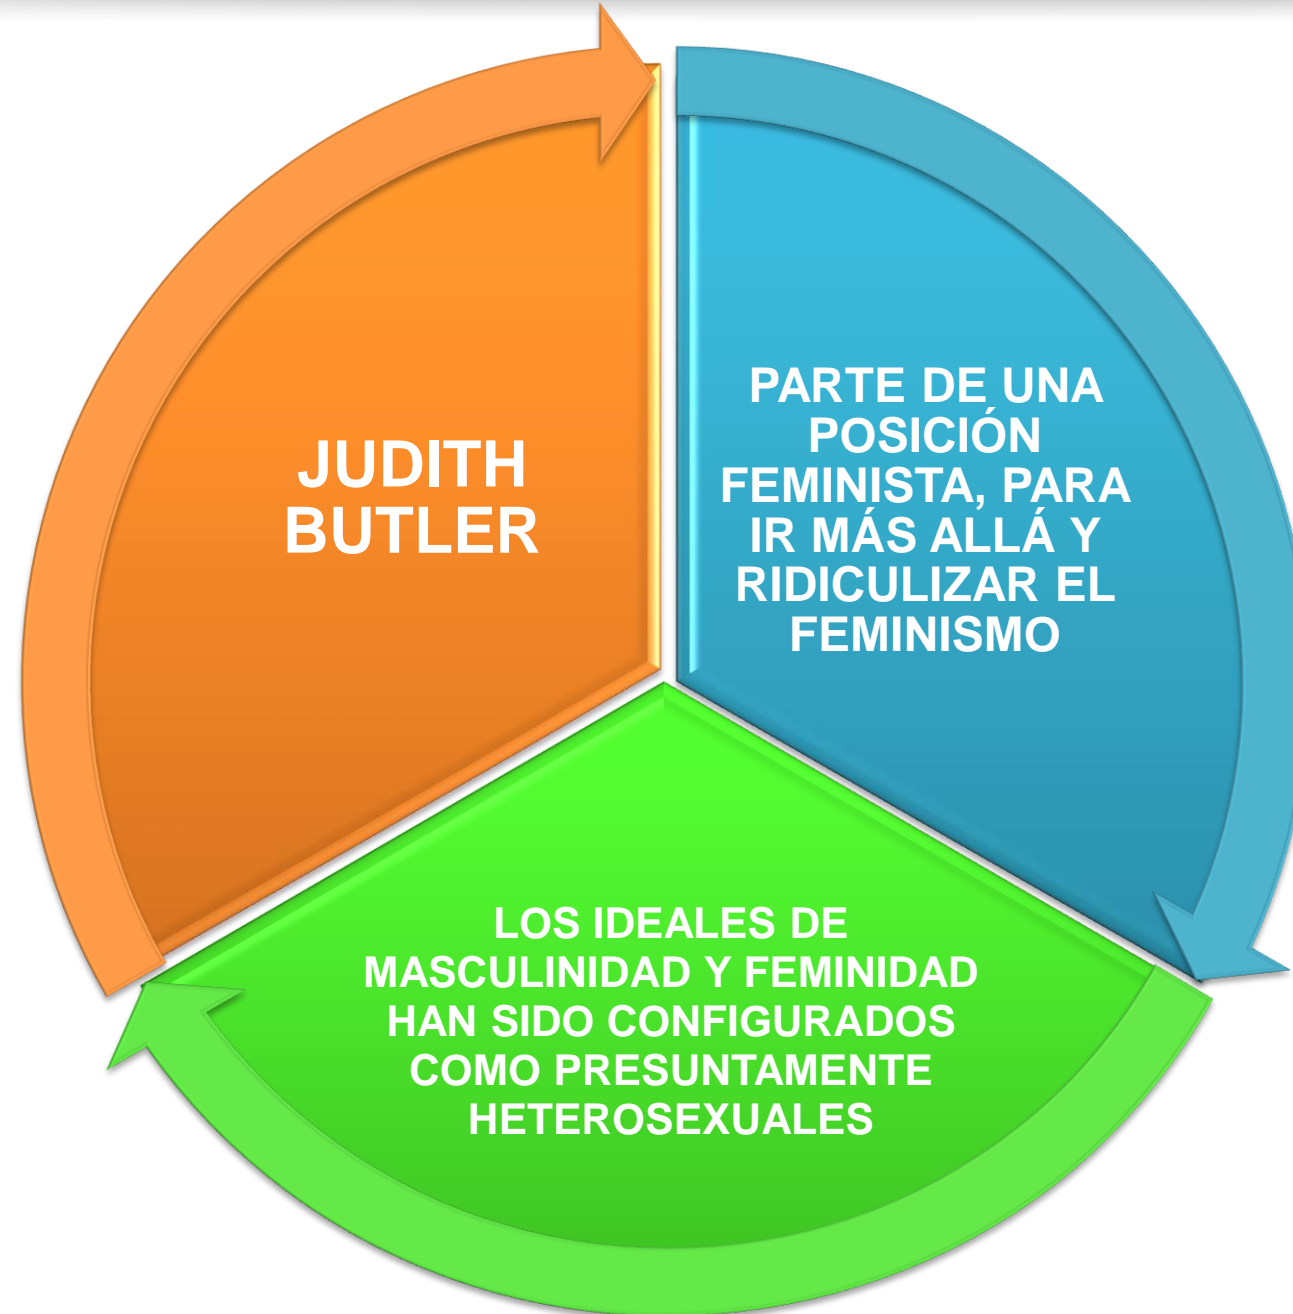 JUDITH
BUTLER
PARTE DE UNA
POSICIÓN
FEMINISTA, PARA
IR MÁS ALLÁ Y
RIDICULIZAR EL
FEMINISMO
LOS IDEALES DE
MASCULINIDAD Y FEMINIDAD
HAN SIDO CONFIGURADOS
COMO PRESUNTAMENTE
HETEROSEXUALES